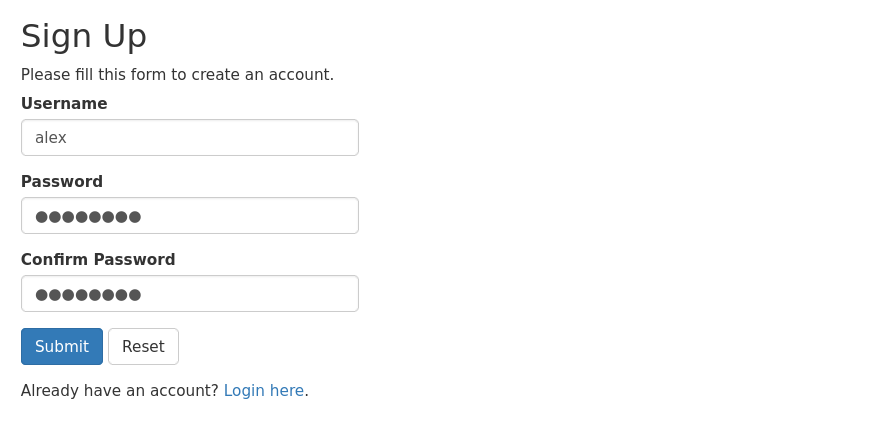 Sign Up
Please fill this form to create an account.
Username
alex
Password
●●●●●●●●
Confirm Password
●●●●●●●●
Submit Reset
Already have an account? Login here.